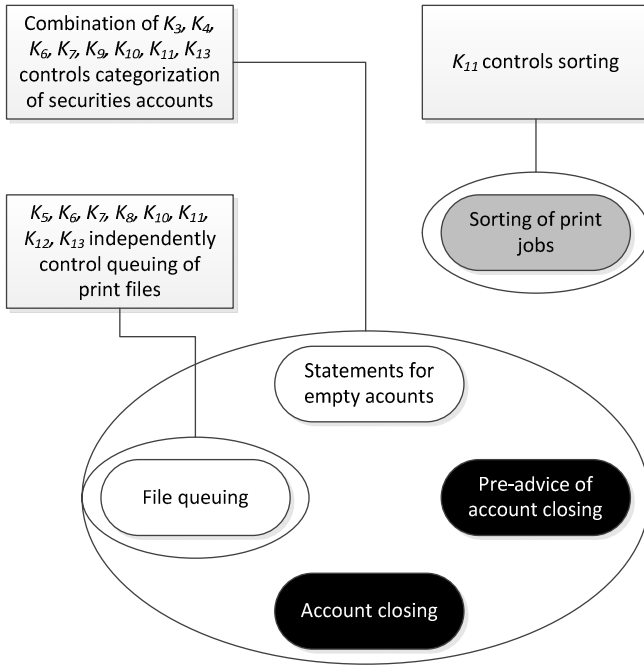 Combination of K3, K4,
K6, K7, K9, K10, K11, K13
controls categorization
of securities accounts
K11 controls sorting
K5, K6, K7, K8, K10, K11,
K12, K13 independently
control queuing of
print files
Sorting of print
jobs
Statements for
empty acounts
File queuing
Pre-advice of
account closing
Account closing